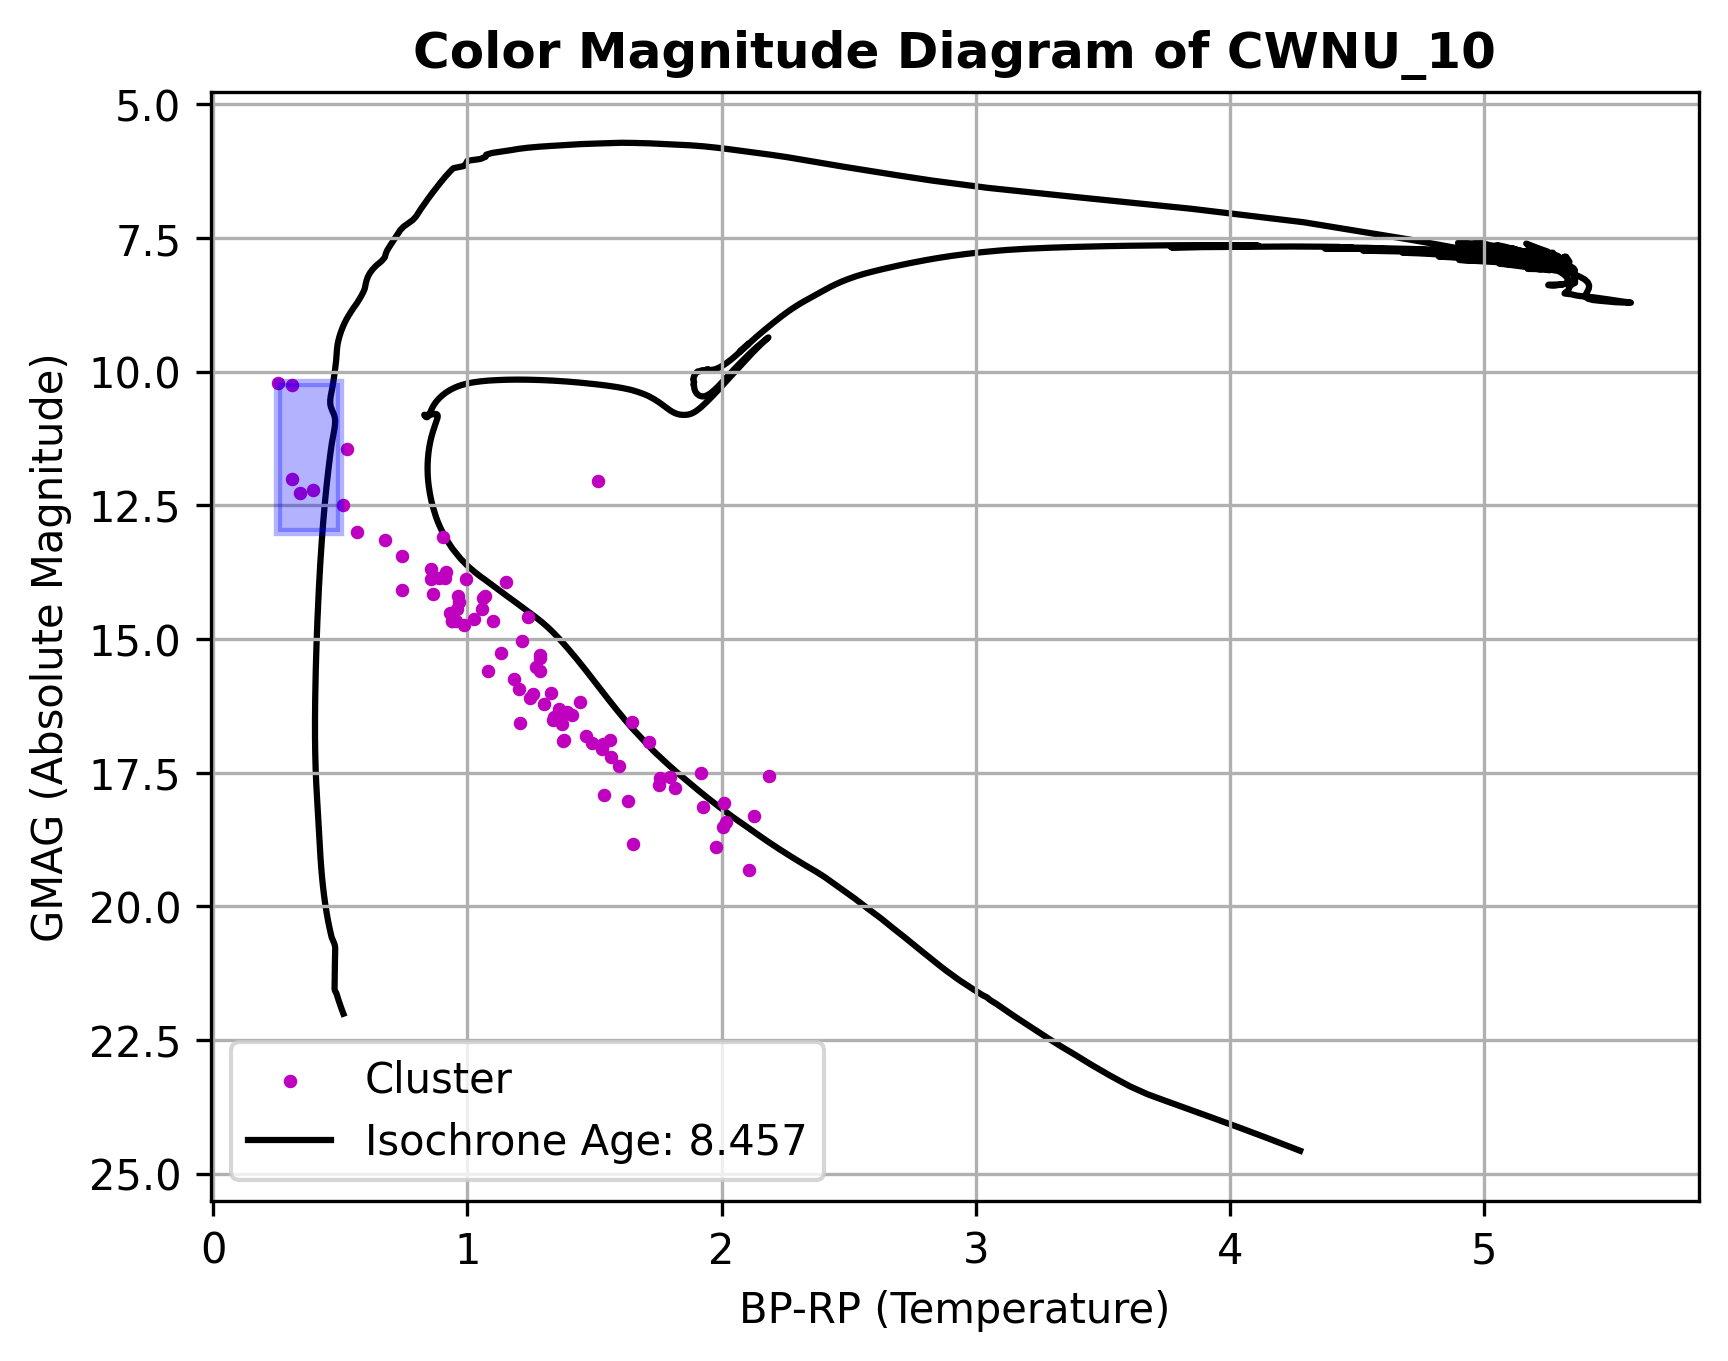 Color Magnitude Diagram of CWNU_10
GMAG (Absolute Magnitude)
5.0
7.5
10.0
12.5
15.0
17.5
20.0
22.5
25.0
Cluster
Isochrone Age: 8.457
0 1 2 3 4 5
BP-RP (Temperature)